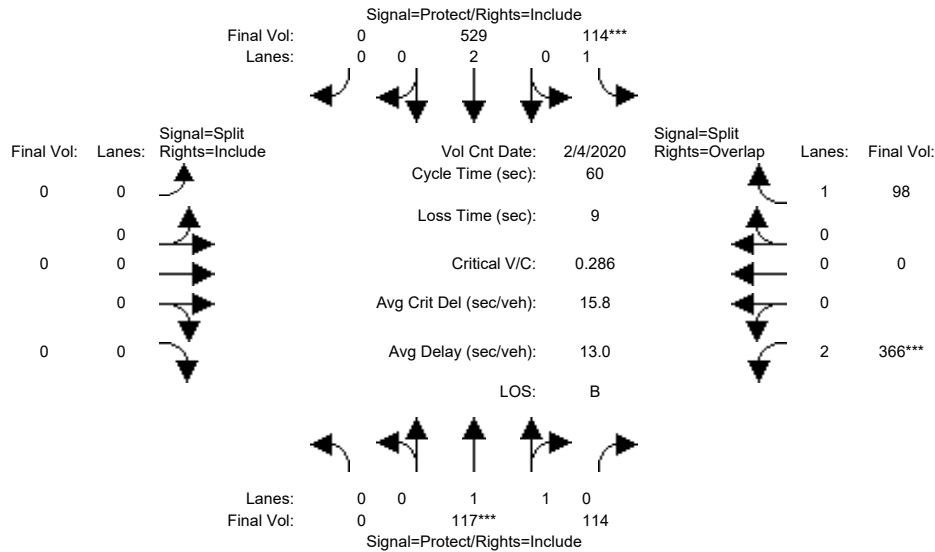 Signal=Protect/Rights=Include
Final Vol: 0 529 114***
Lanes: 0 0 2 0 1
Signal=Split Signal=Split
Final Vol: Lanes: Rights=Include Vol Cnt Date: 2/4/2020 Rights=Overlap Lanes: Final Vol:
Cycle Time (sec): 60
0 0 1 98
Loss Time (sec): 9
0 0
0 0 Critical V/C: 0.286 0 0
0 Avg Crit Del (sec/veh): 15.8 0
0 0 Avg Delay (sec/veh): 13.0 2 366***
LOS: B
Lanes: 0 0 1 1 0
Final Vol: 0 117*** 114
Signal=Protect/Rights=Include